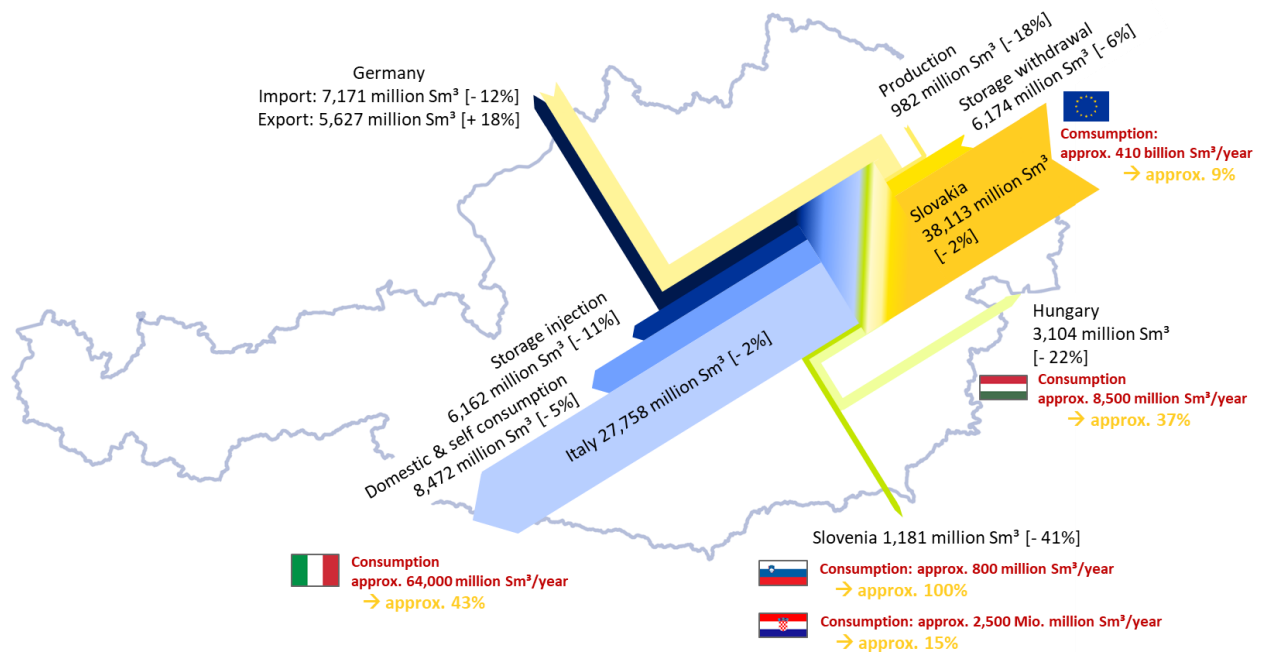 Germany
Import: 7,171 million Sm³ [- 12%]
Export: 5,627 million Sm³ [+ 18%]
Production
982 million Sm³ [- 18%]
Storage withdrawal
6,174 million Sm³ [- 6%]
Comsumption:
approx. 410 billion Sm³/year
→ approx. 9%
Slovakia
38,113 million Sm³
[- 2%]
Hungary
3,104 million Sm³
[- 22%]
Consumption
approx. 8,500 million Sm³/year
→ approx. 37%
Storage injection
6,162 million Sm³ [- 11%]
Domestic & self consumption
8,472 million Sm³ [- 5%]
Italy 27,758 million Sm³ [- 2%]
Slovenia 1,181 million Sm³ [- 41%]
Consumption
approx. 64,000 million Sm³/year
→ approx. 43%
Consumption: approx. 800 million Sm³/year
→ approx. 100%
Consumption: approx. 2,500 Mio. million Sm³/year
→ approx. 15%